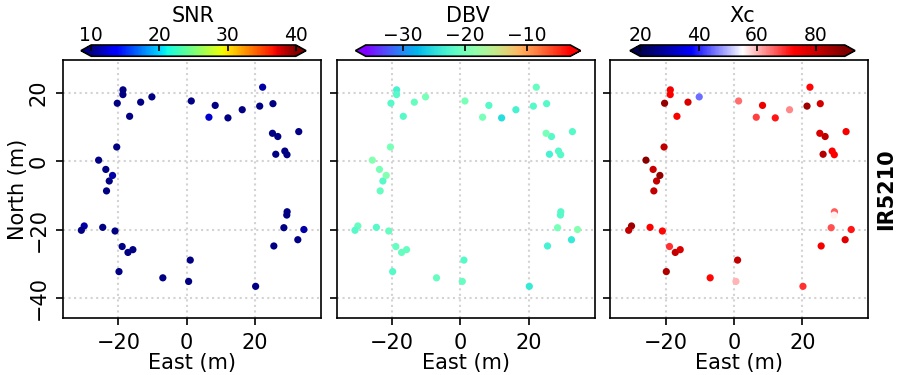 SNR DBV Xc
10 20 30 40 −30 −20 −10 20 40 60 80
20
0
−20
−40
North (m)
IR5210
−20 0 20 −20 0 20 −20 0 20
East (m) East (m) East (m)